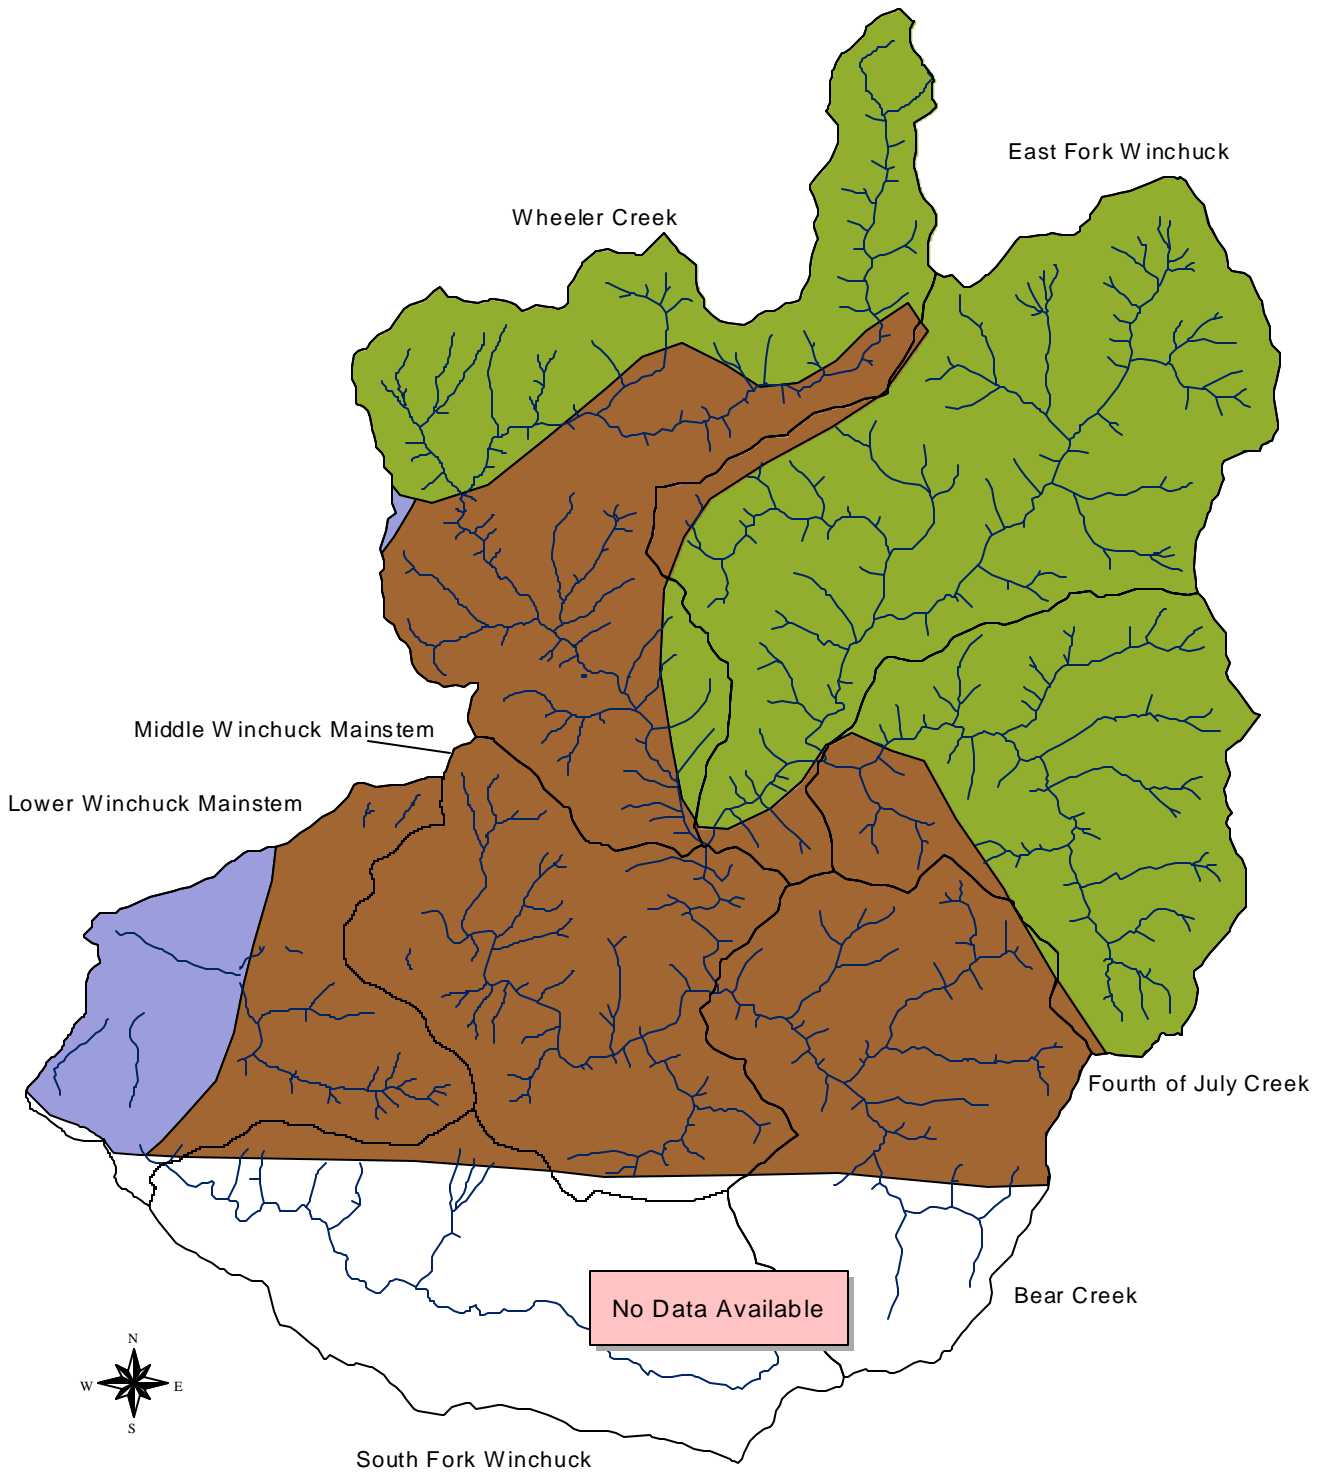 East Fork Winchuck
Wheeler Creek
Middle Winchuck Mainstem
Lower Winchuck Mainstem
Fourth of July Creek
No Data Available
Bear Creek
N
W E
S
South Fork Winchuck